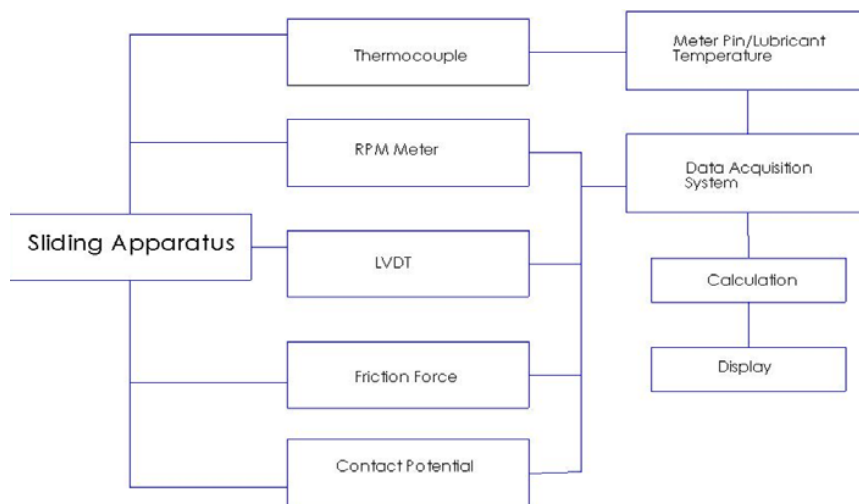 Thermocouple
Meter Pin/Lubricant
Temperature
RPM Meter
Data Acquisition
System
Sliding Apparatus
LVDT
Calculation
Friction Force
Display
Contact Potential